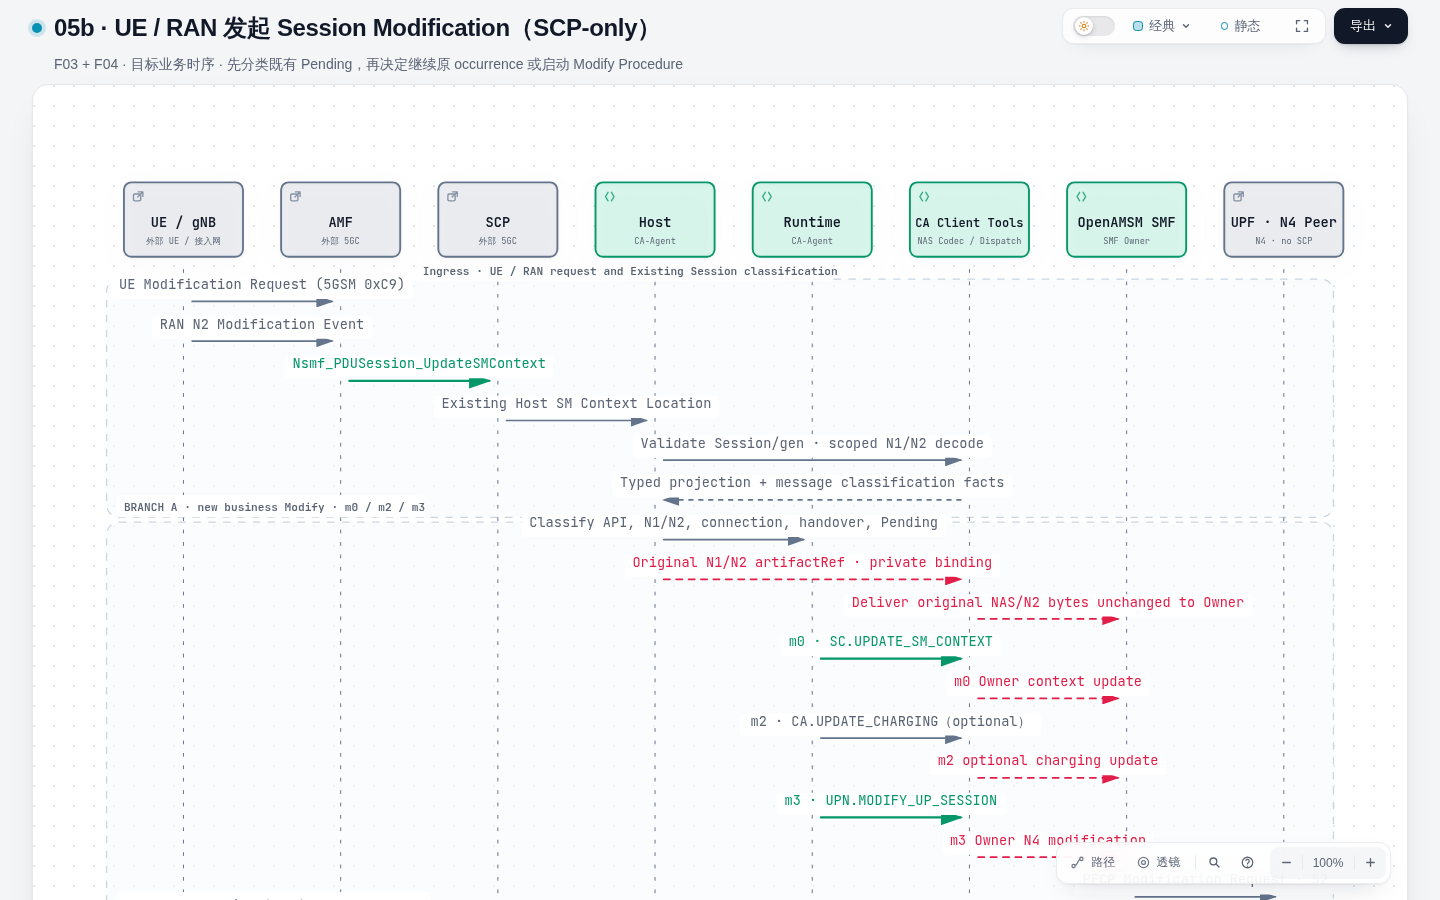 05b · UE / RAN 发起 Session Modification（SCP-only）
经典
静态
导出
F03 + F04 · 目标业务时序 · 先分类既有 Pending，再决定继续原 occurrence 或启动 Modify Procedure
UE / gNB
外部 UE / 接入网
AMF
外部 5GC
SCP
外部 5GC
Host
CA-Agent
Runtime
CA-Agent
CA Client Tools
NAS Codec / Dispatch
OpenAMSM SMF
SMF Owner
UPF · N4 Peer
N4 · no SCP
Ingress · UE / RAN request and Existing Session classification
UE Modification Request (5GSM 0xC9)
RAN N2 Modification Event
Nsmf_PDUSession_UpdateSMContext
Existing Host SM Context Location
Validate Session/gen · scoped N1/N2 decode
Typed projection + message classification facts
BRANCH A · new business Modify · m0 / m2 / m3
Classify API, N1/N2, connection, handover, Pending
Original N1/N2 artifactRef · private binding
Deliver original NAS/N2 bytes unchanged to Owner
m0 · SC.UPDATE_SM_CONTEXT
m0 Owner context update
m2 · CA.UPDATE_CHARGING（optional）
m2 optional charging update
m3 · UPN.MODIFY_UP_SESSION
m3 Owner N4 modification
路径
透镜
100%
PFCP Modification Request